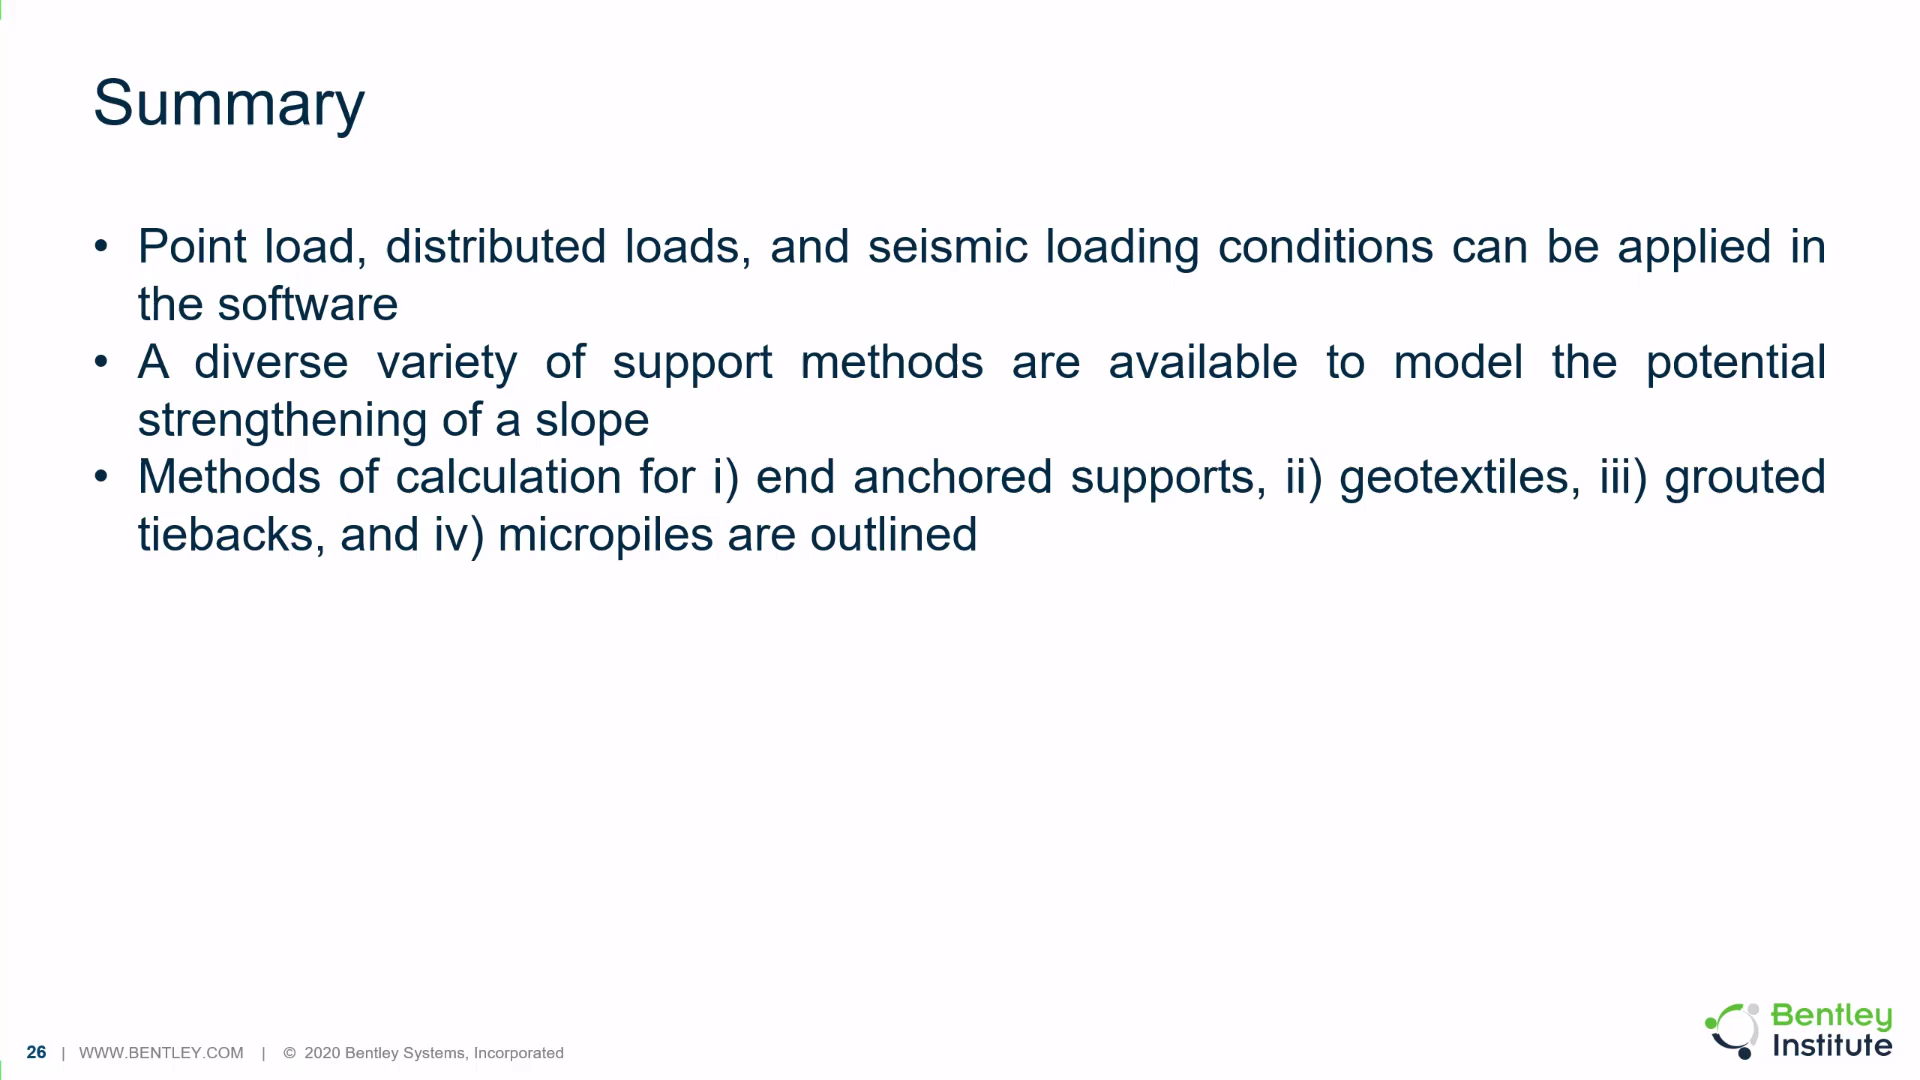 Summary
• Point load, distributed loads, and seismic loading conditions can be applied in
the software
• A diverse variety of support methods are available to model the potential
strengthening of a slope
• Methods of calculation for i) end anchored supports, ii) geotextiles, iii) grouted
tiebacks, and iv) micropiles are outlined
Bentley
Institute
26 | WWW.BENTLEY.COM | © 2020 Bentley Systems, Incorporated